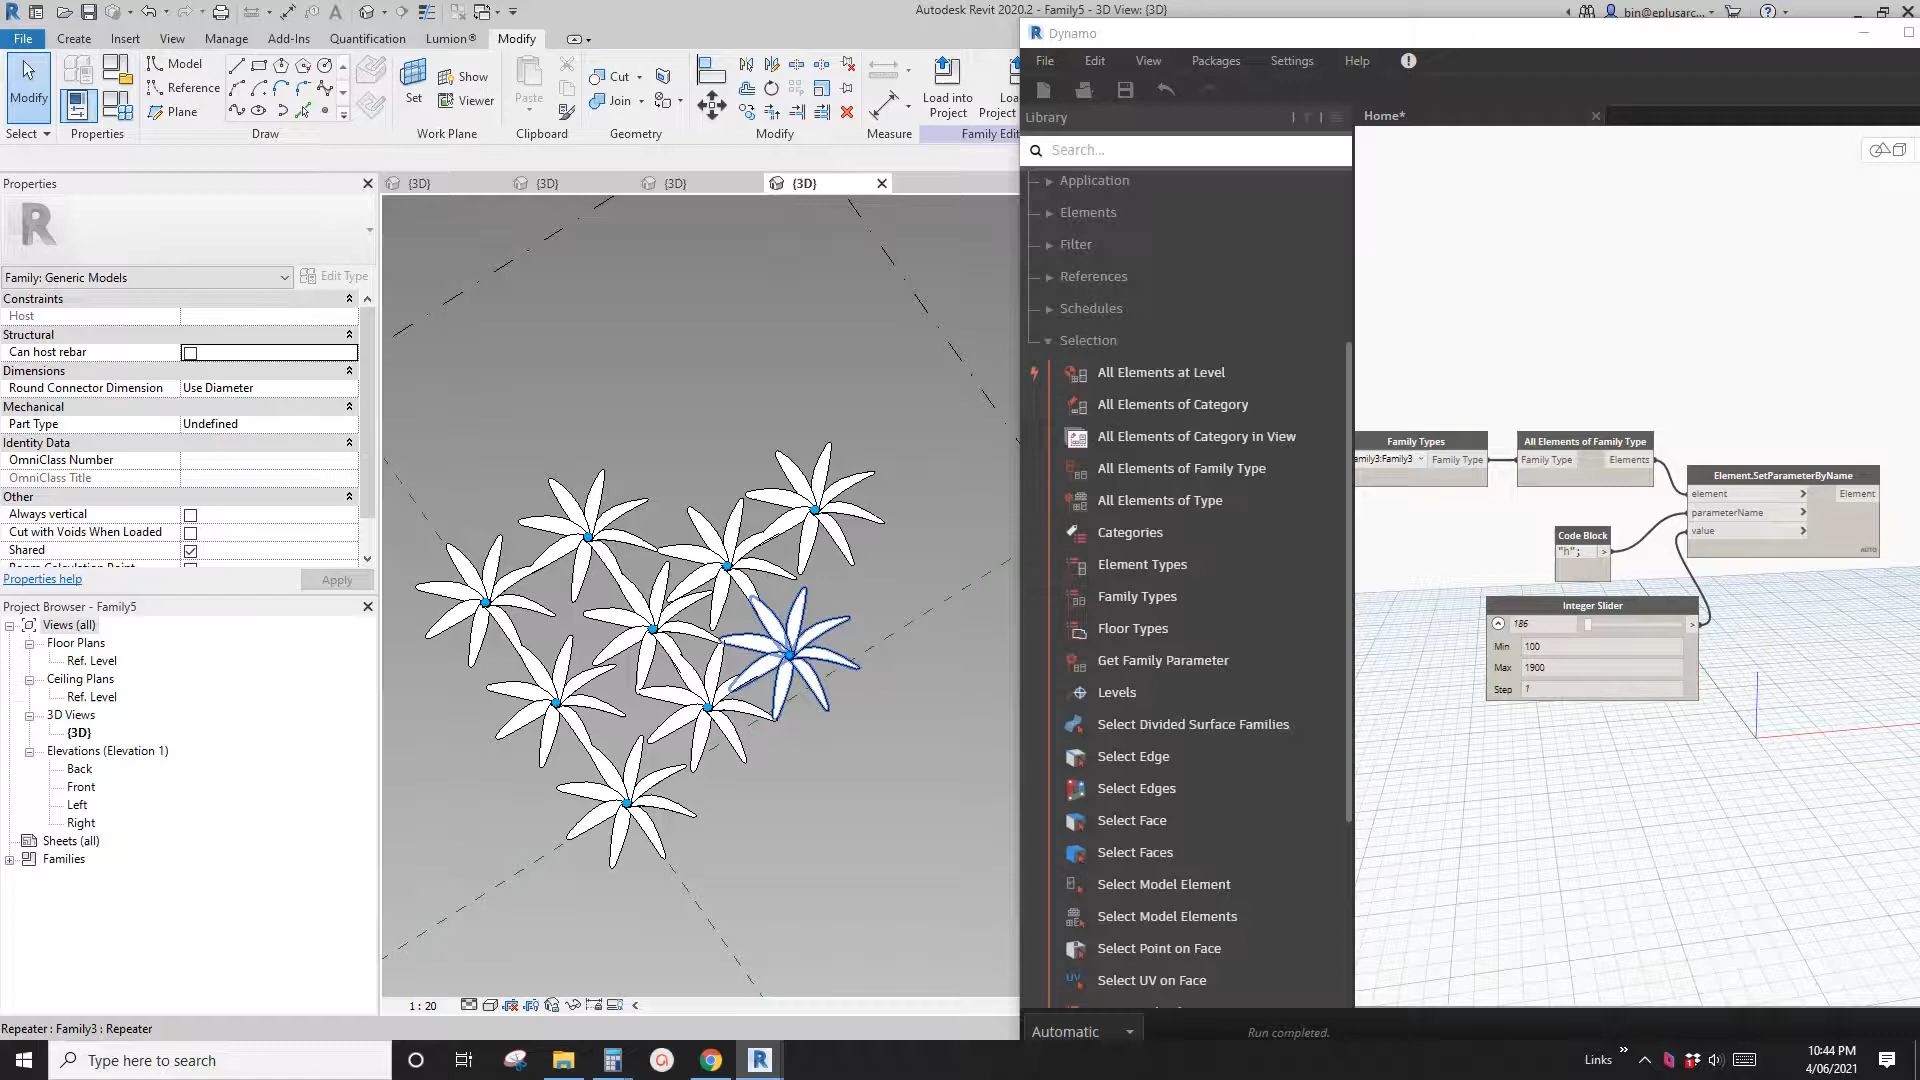 Autodesk Revit 2020.2 - Family5 - 3D View: {3D}
bin@eplusarc...
File Create Insert View Manage Add-Ins Quantification Lumion® Modify
Modify
Select
Properties
Model
Reference
Plane
Draw
Set
Show
Viewer
Work Plane
Paste
Clipboard
Cut
Join
Geometry
Modify
Measure
Load into
Project
Loa
Project
Family Edit
Properties
{3D} {3D} {3D} {3D}
Family: Generic Models
Edit Type
Constraints
Host
Structural
Can host rebar
Dimensions
Round Connector Dimension Use Diameter
Mechanical
Part Type Undefined
Identity Data
OmniClass Number
OmniClass Title
Other
Always vertical
Cut with Voids When Loaded
Shared
Properties help
Apply
Project Browser - Family5
Views (all)
Floor Plans
Ref. Level
Ceiling Plans
Ref. Level
3D Views
{3D}
Elevations (Elevation 1)
Back
Front
Left
Right
Sheets (all)
Families
1 : 20
Repeater : Family3 : Repeater
Dynamo
File Edit View Packages Settings Help
Library
Search...
Application
Elements
Filter
References
Schedules
Selection
All Elements at Level
All Elements of Category
All Elements of Category in View
All Elements of Family Type
All Elements of Type
Categories
Element Types
Family Types
Floor Types
Get Family Parameter
Levels
Select Divided Surface Families
Select Edge
Select Edges
Select Face
Select Faces
Select Model Element
Select Model Elements
Select Point on Face
Select UV on Face
Home*
Family Types
amily3:Family3 Family Type
All Elements of Family Type
Family Type Elements
Element.SetParameterByName
element Element
parameterName
value
AUTO
Code Block
"h"; >
Integer Slider
186 >
Min 100
Max 1900
Step 1
Automatic
Run completed.
Type here to search
Links
10:44 PM
4/06/2021